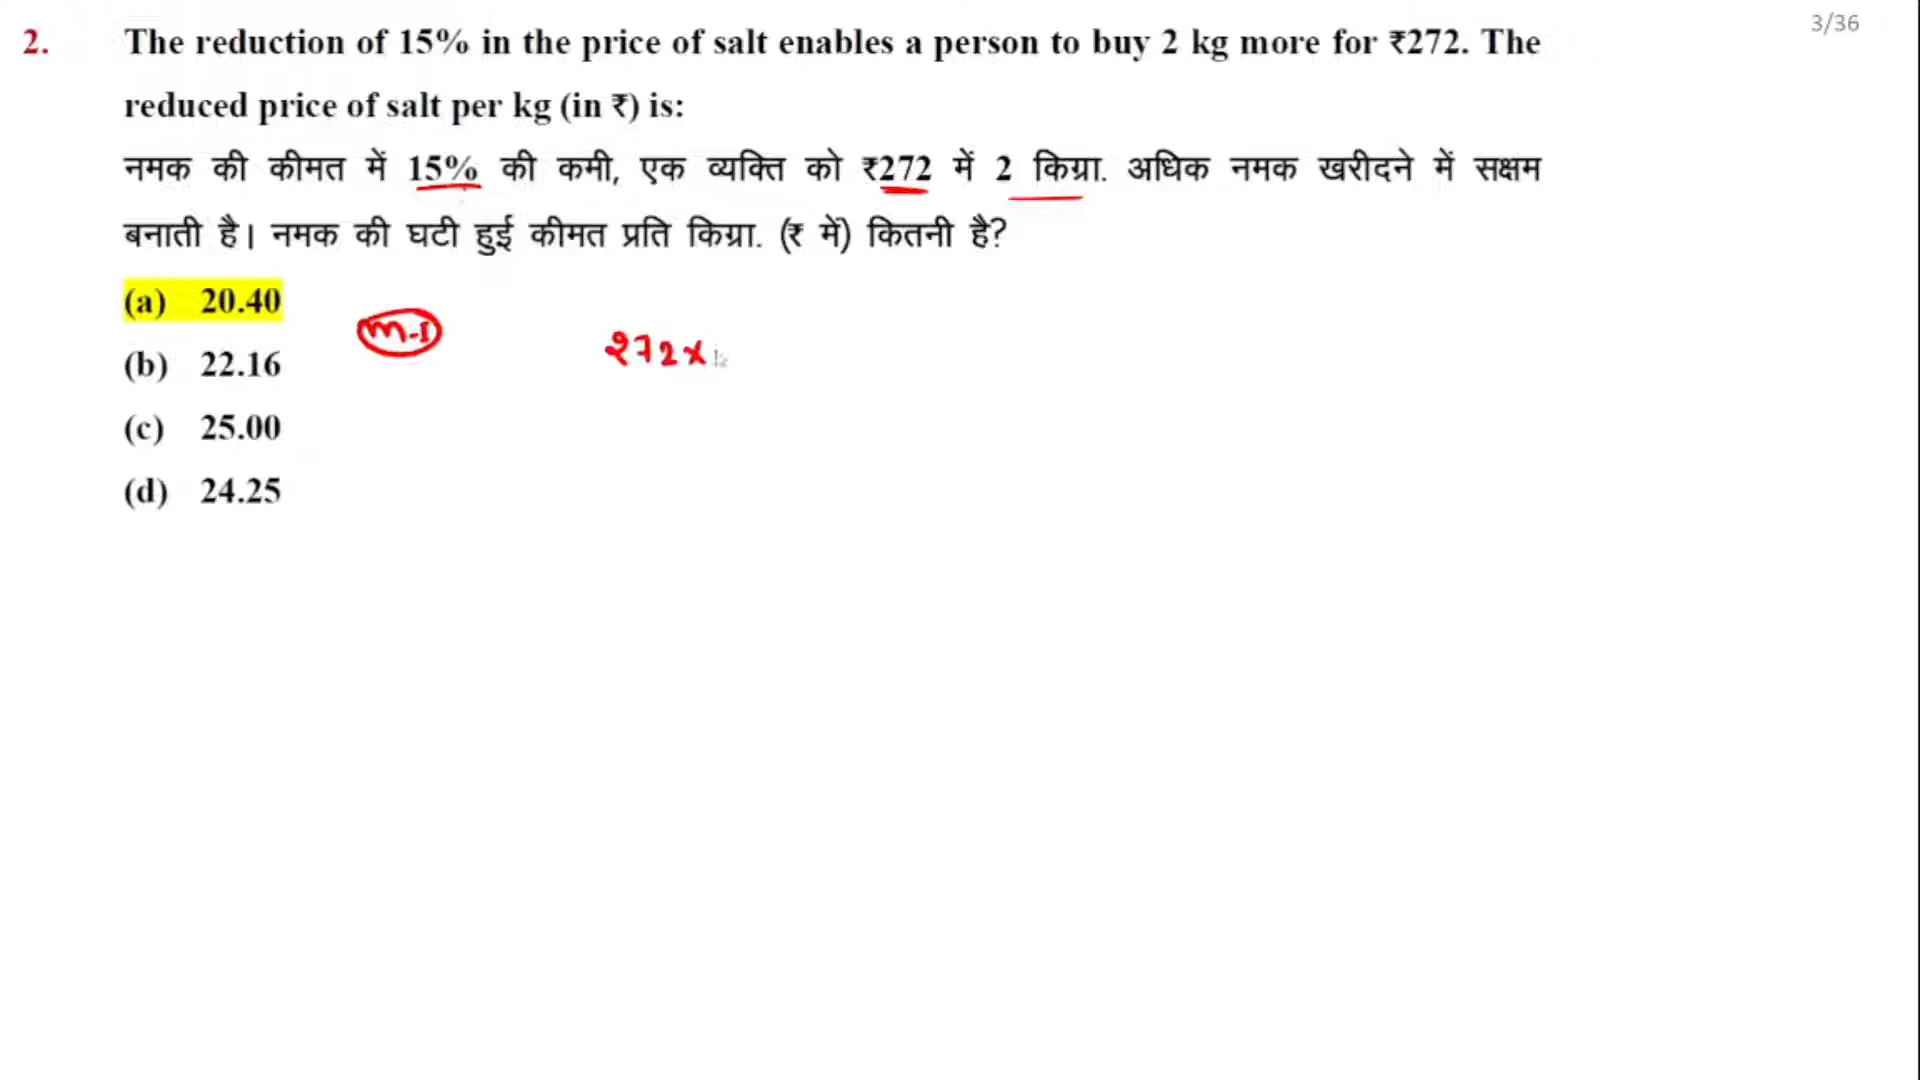 3/36
2. The reduction of 15% in the price of salt enables a person to buy 2 kg more for ₹272. The
reduced price of salt per kg (in ₹) is:
नमक की कीमत में 15% की कमी, एक व्यक्ति को ₹272 में 2 किग्रा. अधिक नमक खरीदने में सक्षम
बनाती है। नमक की घटी हुई कीमत प्रति किग्रा. (₹ में) कितनी है?
(a) 20.40
M-I
272×
(b) 22.16
(c) 25.00
(d) 24.25